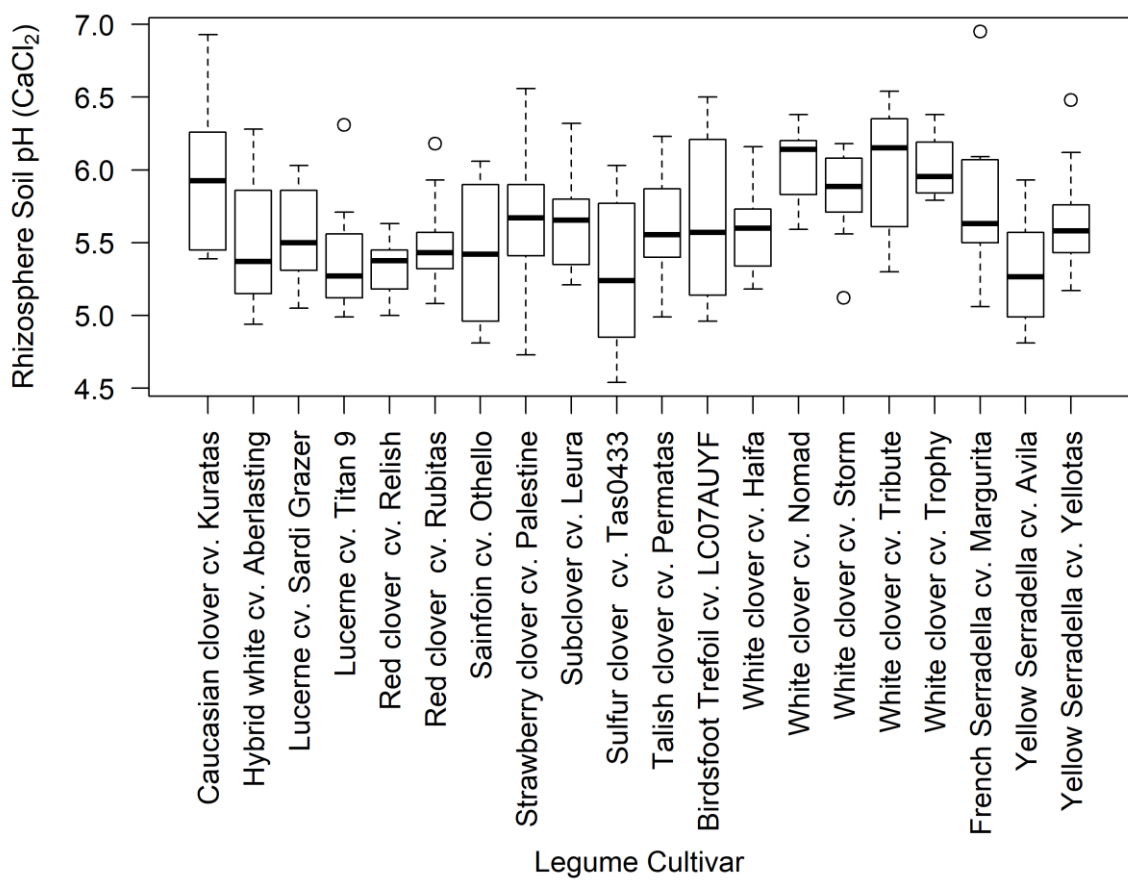 Rhizosphere Soil pH (CaCl₂)
7.0
6.5
6.0
5.5
5.0
4.5
Caucasian clover cv. Kuratas
Hybrid white cv. Aberlasting
Lucerne cv. Sardi Grazer
Lucerne cv. Titan 9
Red clover  cv. Relish
Red clover  cv. Rubitas
Sainfoin cv. Othello
Strawberry clover cv. Palestine
Subclover cv. Leura
Sulfur clover  cv. Tas0433
Talish clover cv. Permatas
Birdsfoot Trefoil cv. LC07AUYF
White clover cv. Haifa
White clover cv. Nomad
White clover cv. Storm
White clover cv. Tribute
White clover cv. Trophy
French Serradella cv. Margurita
Yellow Serradella cv. Avila
Yellow Serradella cv. Yellotas
Legume Cultivar